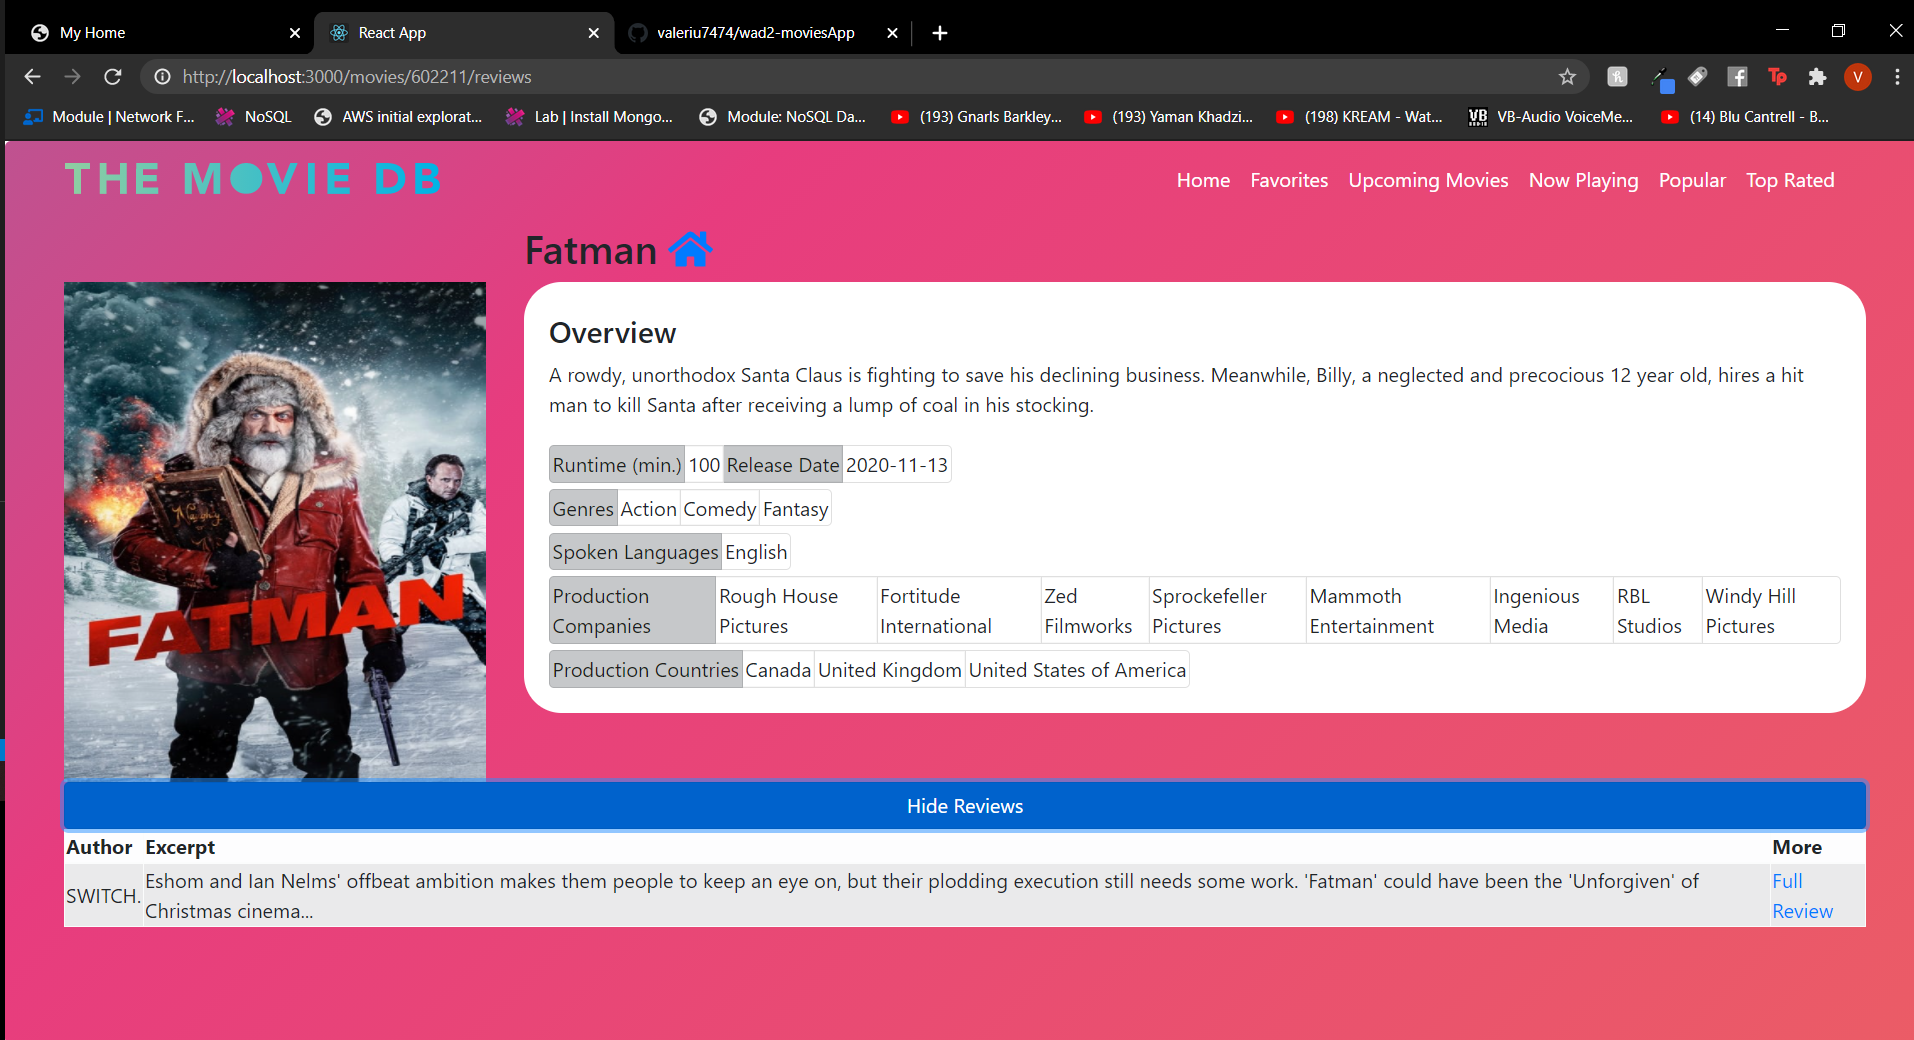 My Home
React App
valeriu7474/wad2-moviesApp
http://localhost:3000/movies/602211/reviews
V
Module | Network F...
NoSQL
AWS initial explorat...
Lab | Install Mongo...
Module: NoSQL Da...
(193) Gnarls Barkley...
(193) Yaman Khadzi...
(198) KREAM - Wat...
VB-Audio VoiceMe...
(14) Blu Cantrell - B...
THE MOVIE DB
Home Favorites Upcoming Movies Now Playing Popular Top Rated
Fatman
Naughty
FATMAN
Overview
A rowdy, unorthodox Santa Claus is fighting to save his declining business. Meanwhile, Billy, a neglected and precocious 12 year old, hires a hit
man to kill Santa after receiving a lump of coal in his stocking.
Runtime (min.) 100 Release Date 2020-11-13
Genres Action Comedy Fantasy
Spoken Languages English
Production Companies
Rough House Pictures
Fortitude International
Zed Filmworks
Sprockefeller Pictures
Mammoth Entertainment
Ingenious Media
RBL Studios
Windy Hill Pictures
Production Countries Canada United Kingdom United States of America
Hide Reviews
Author Excerpt More
SWITCH.
Eshom and Ian Nelms' offbeat ambition makes them people to keep an eye on, but their plodding execution still needs some work. 'Fatman' could have been the 'Unforgiven' of
Christmas cinema...
Full
Review